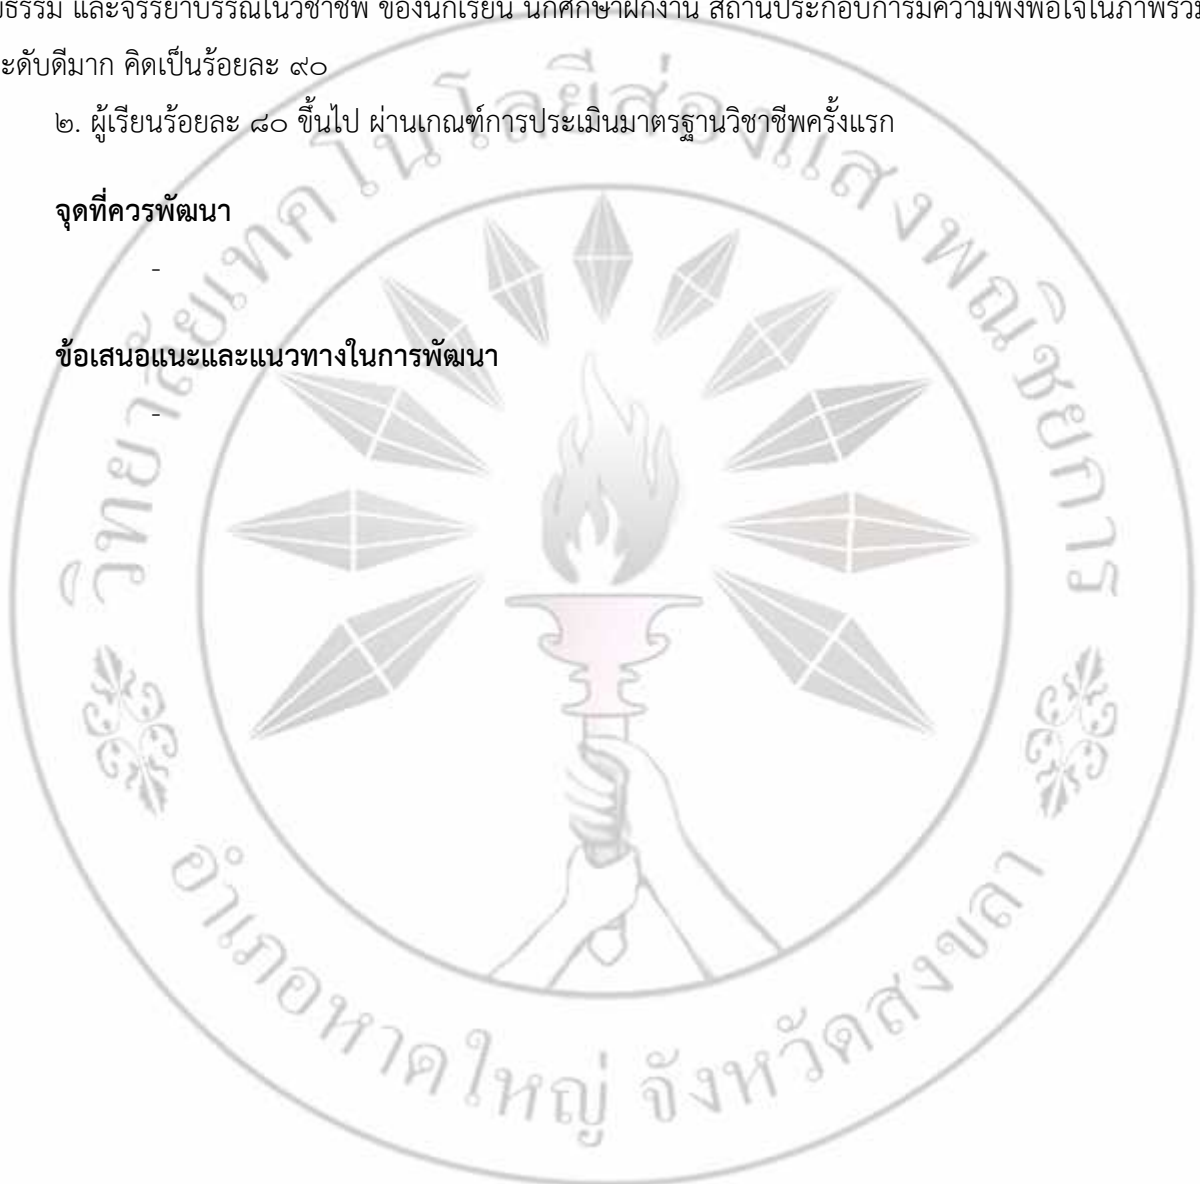 และจรรยาบรรณในวิชาชีพ ของนักเรียน นักศึกษาฝึกงาน สถานประกอบการมีความพึงพอใจในภาพรวม
ะดับดีมาก คิดเป็นร้อยละ ๙๐
๒. ผู้เรียนร้อยละ ๘๐ ขึ้นไป ผ่านเกณฑ์การประเมินมาตรฐานวิชาชีพครั้งแรก
จุดที่ควรพัฒนา
-
ข้อเสนอแนะและแนวทางในการพัฒนา
-
วิทยาลัยเทคโนโลยีส่องแสงพณิชยการ
อำเภอหาดใหญ่ จังหวัดสงขลา